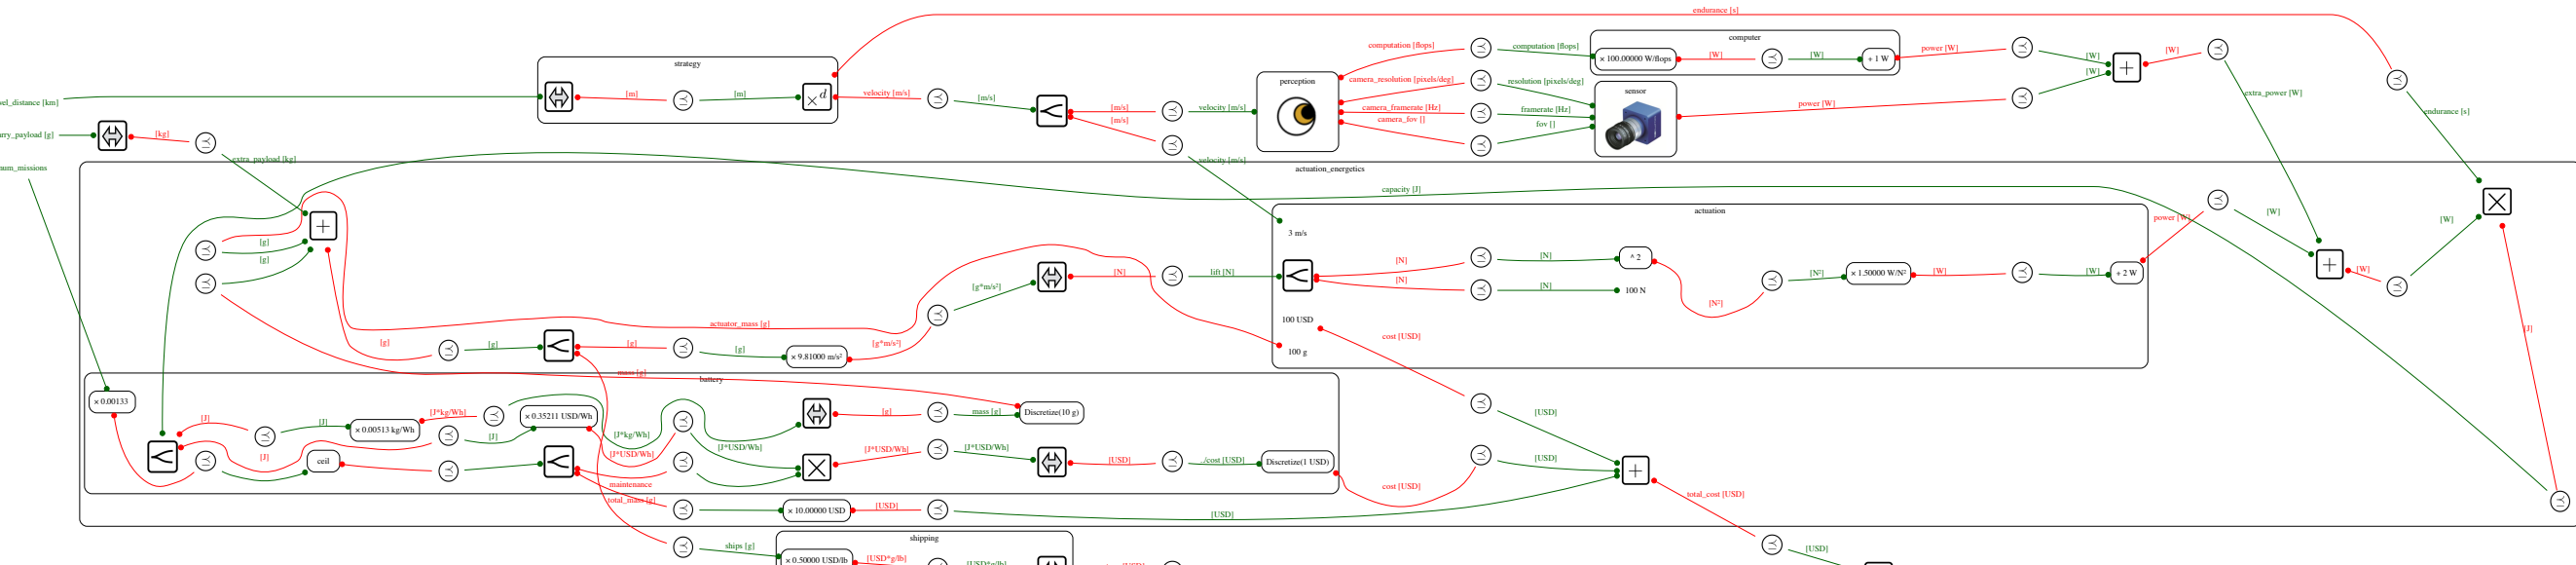 endurance [s]
strategy
computer
computation [flops]
computation [flops]
× 100.00000 W/flops
[W]
[W]
+ 1 W
power [W]
[W]
[W]
[W]
perception
camera_resolution [pixels/deg]
resolution [pixels/deg]
sensor
extra_power [W]
vel_distance [km]
[m]
[m]
× d
velocity [m/s]
[m/s]
[m/s]
[m/s]
velocity [m/s]
camera_framerate [Hz]
framerate [Hz]
power [W]
camera_fov []
fov []
endurance [s]
rry_payload [g]
[kg]
extra_payload [kg]
velocity [m/s]
num_missions
actuation_energetics
capacity [J]
actuation
power [W]
[W]
[W]
3 m/s
[g]
[g]
[g*m/s²]
[N]
lift [N]
[N]
[N]
[N]
[N]
^ 2
100 N
[N²]
[N²]
× 1.50000 W/N²
[W]
[W]
+ 2 W
[W]
actuator_mass [g]
100 USD
100 g
cost [USD]
[J]
[g]
[g]
[g]
[g]
× 9.81000 m/s²
[g*m/s²]
mass [g]
battery
× 0.00133
[J]
[J]
× 0.00513 kg/Wh
[J*kg/Wh]
[J]
× 0.35211 USD/Wh
[J*kg/Wh]
[J*USD/Wh]
[g]
mass [g]
Discretize(10 g)
[USD]
[J]
ceil
[J*USD/Wh]
[J*USD/Wh]
[J*USD/Wh]
[USD]
../cost [USD]
Discretize(1 USD)
[USD]
maintenance
cost [USD]
total_mass [g]
× 10.00000 USD
[USD]
[USD]
total_cost [USD]
shipping
ships [g]
× 0.50000 USD/lb
[USD*g/lb]
[USD*g/lb]
[USD]